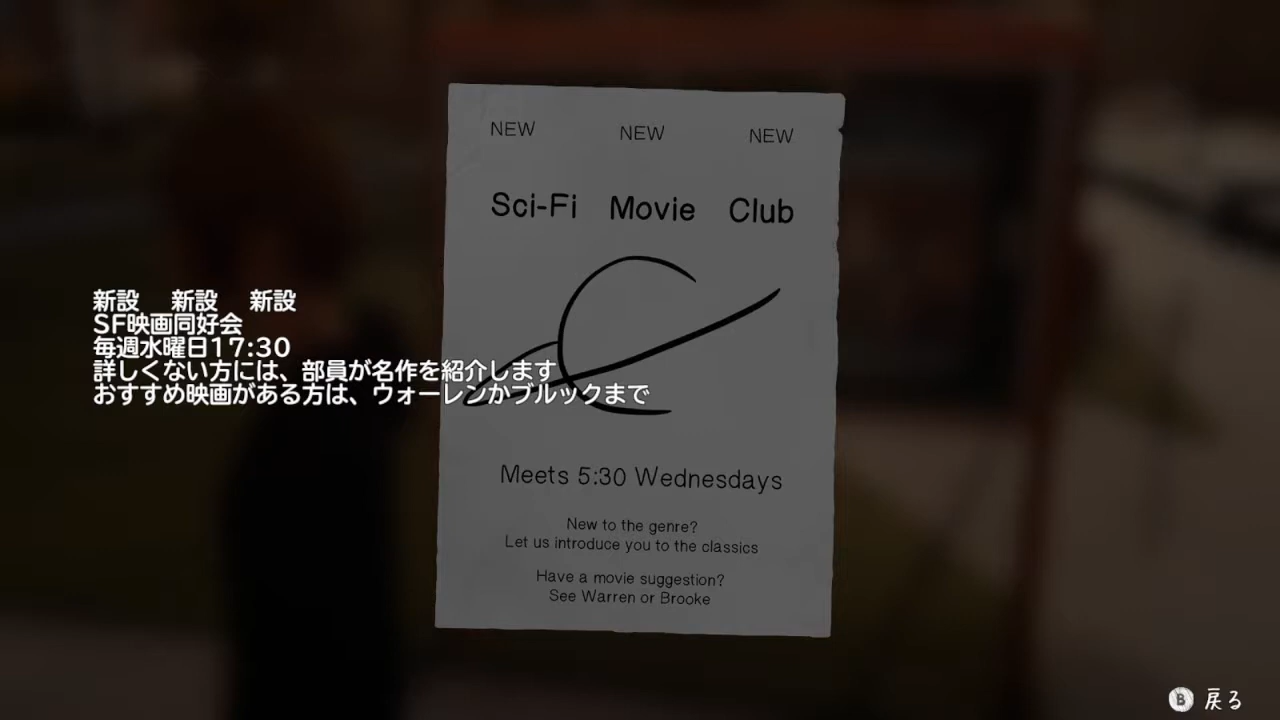 NEW NEW NEW
Sci-Fi Movie Club
新設 新設 新設
SF映画同好会
毎週水曜日17:30
詳しくない方には、部員が名作を紹介します
おすすめ映画がある方は、ウォーレンかブルックまで
Meets 5:30 Wednesdays
New to the genre?
Let us introduce you to the classics
Have a movie suggestion?
See Warren or Brooke
B 戻る